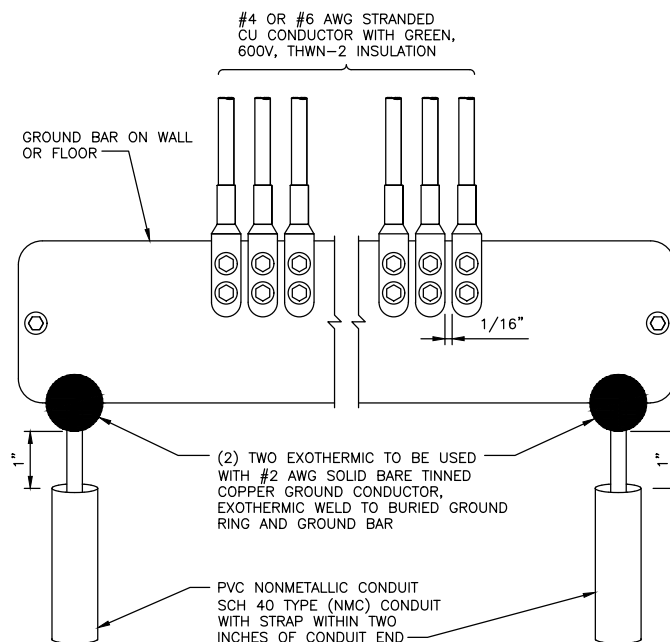 #4 OR #6 AWG STRANDED
CU CONDUCTOR WITH GREEN,
600V, THWN-2 INSULATION
GROUND BAR ON WALL
OR FLOOR
1/16"
1"
(2) TWO EXOTHERMIC TO BE USED
WITH #2 AWG SOLID BARE TINNED
COPPER GROUND CONDUCTOR,
EXOTHERMIC WELD TO BURIED GROUND
RING AND GROUND BAR
1"
PVC NONMETALLIC CONDUIT
SCH 40 TYPE (NMC) CONDUIT
WITH STRAP WITHIN TWO
INCHES OF CONDUIT END